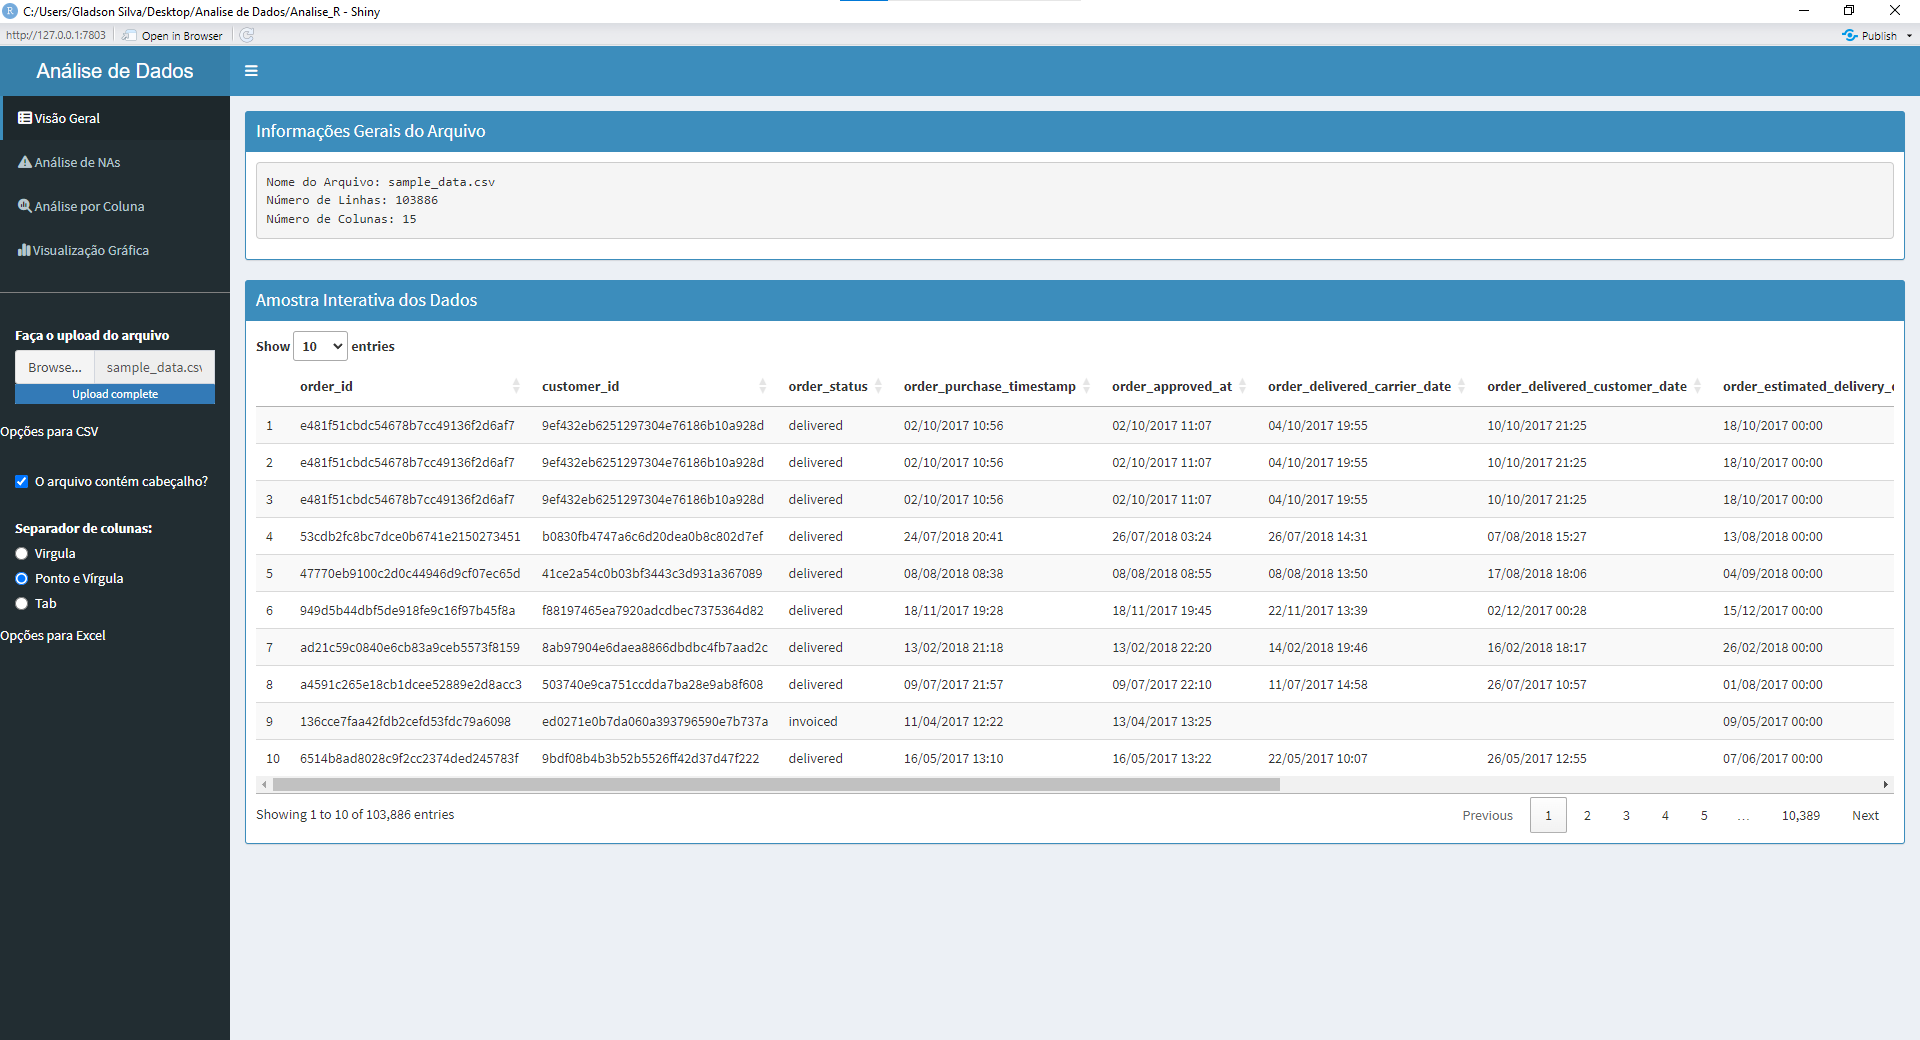 C:/Users/Gladson Silva/Desktop/Analise de Dados/Analise_R - Shiny
http://127.0.0.1:7803 Open in Browser Publish
Análise de Dados
Visão Geral
Análise de NAs
Análise por Coluna
Visualização Gráfica
Faça o upload do arquivo
Browse... sample_data.csv
Upload complete
Opções para CSV
O arquivo contém cabeçalho?
Separador de colunas:
Virgula
Ponto e Vírgula
Tab
Opções para Excel
Informações Gerais do Arquivo
Nome do Arquivo: sample_data.csv
Número de Linhas: 103886
Número de Colunas: 15
Amostra Interativa dos Dados
Show 10 entries
order_id customer_id order_status order_purchase_timestamp order_approved_at order_delivered_carrier_date order_delivered_customer_date order_estimated_delivery_
1 e481f51cbdc54678b7cc49136f2d6af7 9ef432eb6251297304e76186b10a928d delivered 02/10/2017 10:56 02/10/2017 11:07 04/10/2017 19:55 10/10/2017 21:25 18/10/2017 00:00
2 e481f51cbdc54678b7cc49136f2d6af7 9ef432eb6251297304e76186b10a928d delivered 02/10/2017 10:56 02/10/2017 11:07 04/10/2017 19:55 10/10/2017 21:25 18/10/2017 00:00
3 e481f51cbdc54678b7cc49136f2d6af7 9ef432eb6251297304e76186b10a928d delivered 02/10/2017 10:56 02/10/2017 11:07 04/10/2017 19:55 10/10/2017 21:25 18/10/2017 00:00
4 53cdb2fc8bc7dce0b6741e2150273451 b0830fb4747a6c6d20dea0b8c802d7ef delivered 24/07/2018 20:41 26/07/2018 03:24 26/07/2018 14:31 07/08/2018 15:27 13/08/2018 00:00
5 47770eb9100c2d0c44946d9cf07ec65d 41ce2a54c0b03bf3443c3d931a367089 delivered 08/08/2018 08:38 08/08/2018 08:55 08/08/2018 13:50 17/08/2018 18:06 04/09/2018 00:00
6 949d5b44dbf5de918fe9c16f97b45f8a f88197465ea7920adcdbec7375364d82 delivered 18/11/2017 19:28 18/11/2017 19:45 22/11/2017 13:39 02/12/2017 00:28 15/12/2017 00:00
7 ad21c59c0840e6cb83a9ceb5573f8159 8ab97904e6daea8866dbdbc4fb7aad2c delivered 13/02/2018 21:18 13/02/2018 22:20 14/02/2018 19:46 16/02/2018 18:17 26/02/2018 00:00
8 a4591c265e18cb1dcee52889e2d8acc3 503740e9ca751ccdda7ba28e9ab8f608 delivered 09/07/2017 21:57 09/07/2017 22:10 11/07/2017 14:58 26/07/2017 10:57 01/08/2017 00:00
9 136cce7faa42fdb2cefd53fdc79a6098 ed0271e0b7da060a393796590e7b737a invoiced 11/04/2017 12:22 13/04/2017 13:25 09/05/2017 00:00
10 6514b8ad8028c9f2cc2374ded245783f 9bdf08b4b3b52b5526ff42d37d47f222 delivered 16/05/2017 13:10 16/05/2017 13:22 22/05/2017 10:07 26/05/2017 12:55 07/06/2017 00:00
Showing 1 to 10 of 103,886 entries
Previous 1 2 3 4 5 … 10,389 Next